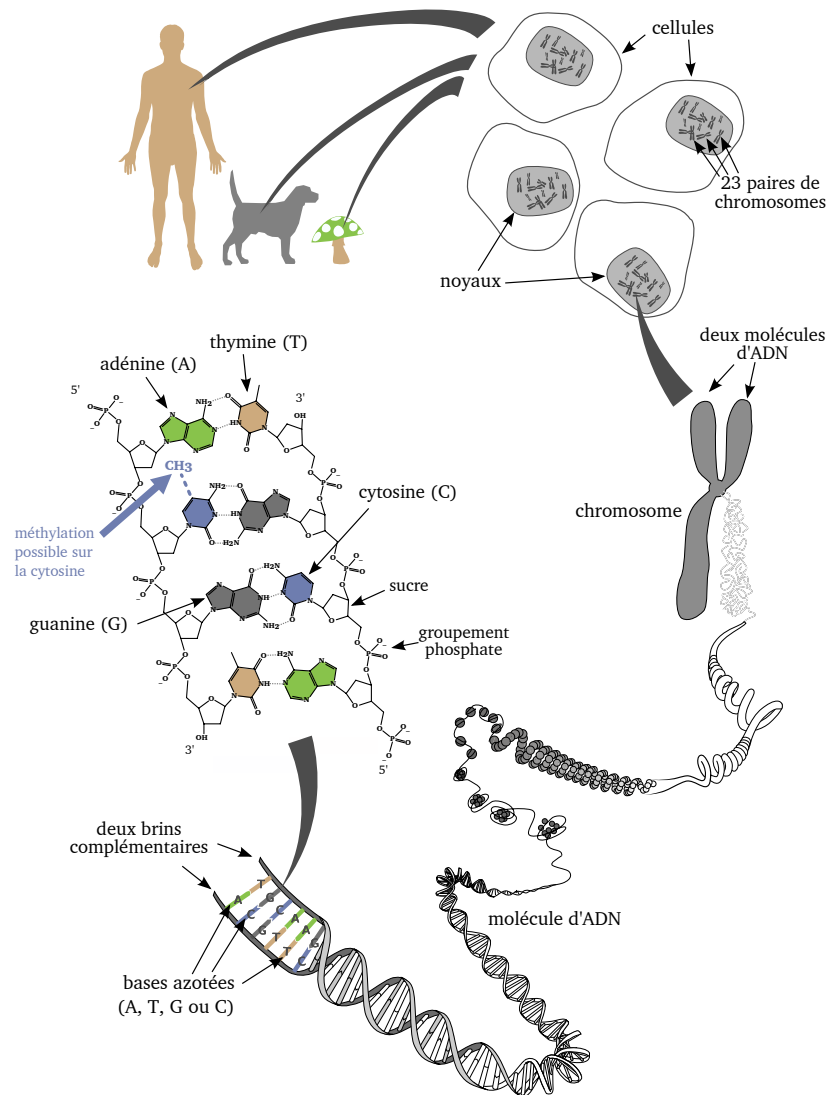 cellules
23 paires de
chromosomes
noyaux
deux molécules
d'ADN
chromosome
thymine (T)
adénine (A)
5'
3'
CH3
méthylation
possible sur
la cytosine
cytosine (C)
sucre
guanine (G)
groupement
phosphate
3'
5'
deux brins
complémentaires
A T
C G
G C
T A
T A
C G
bases azotées
(A, T, G ou C)
molécule d'ADN